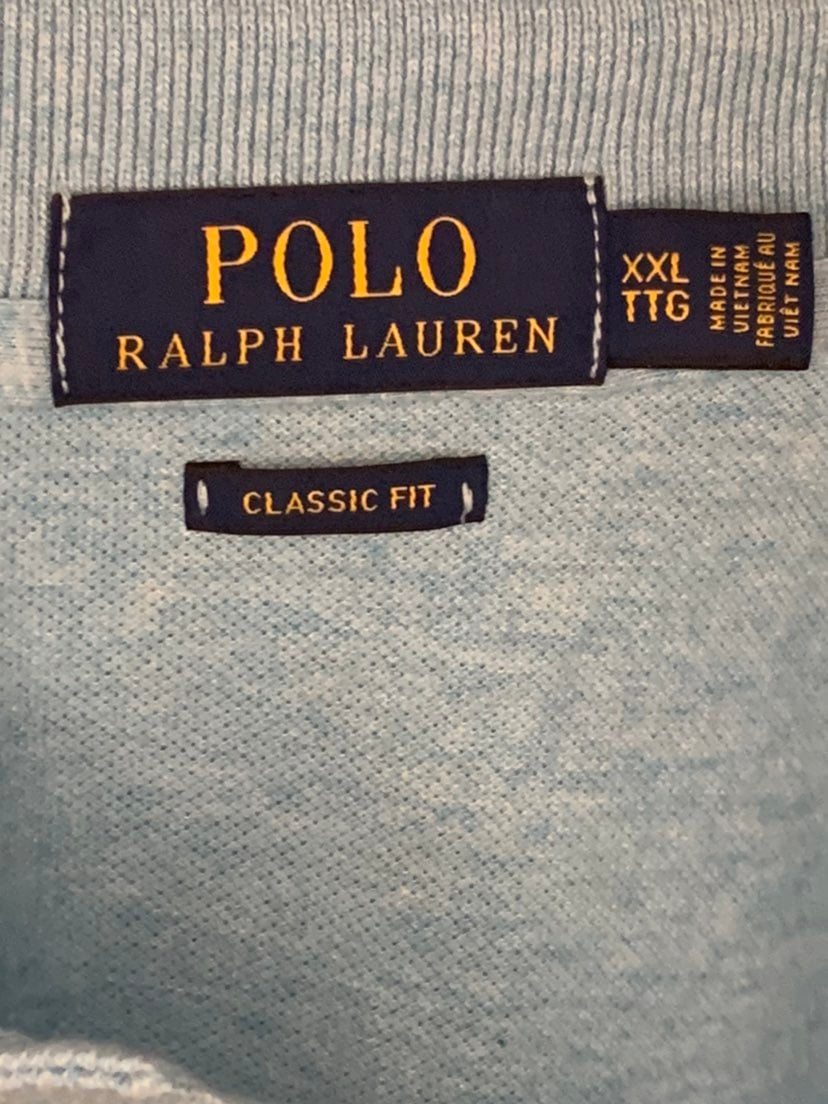 POLO
RALPH LAUREN
XXL
TTG
MADE IN
VIETNAM
FABRIQUÉ AU
VIÊT NAM
CLASSIC FIT